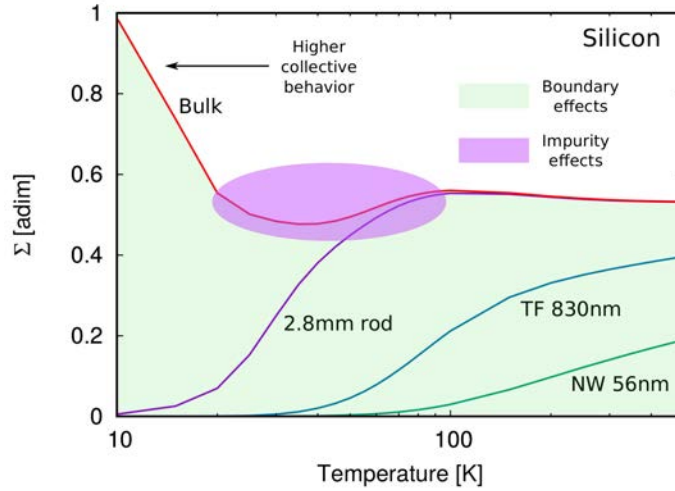 Silicon
Higher
collective
behavior
Bulk
Boundary
effects
Impurity
effects
2.8mm rod
TF 830nm
NW 56nm
Σ [adim]
1
0.8
0.6
0.4
0.2
0
10
100
Temperature [K]